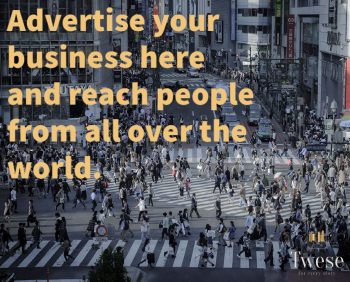 Advertise your
business here
and reach people
from all over the
world.
Twese